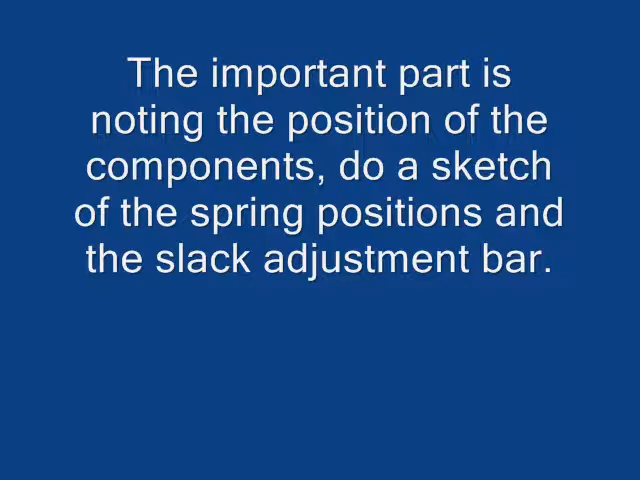 The important part is
noting the position of the
components, do a sketch
of the spring positions and
the slack adjustment bar.